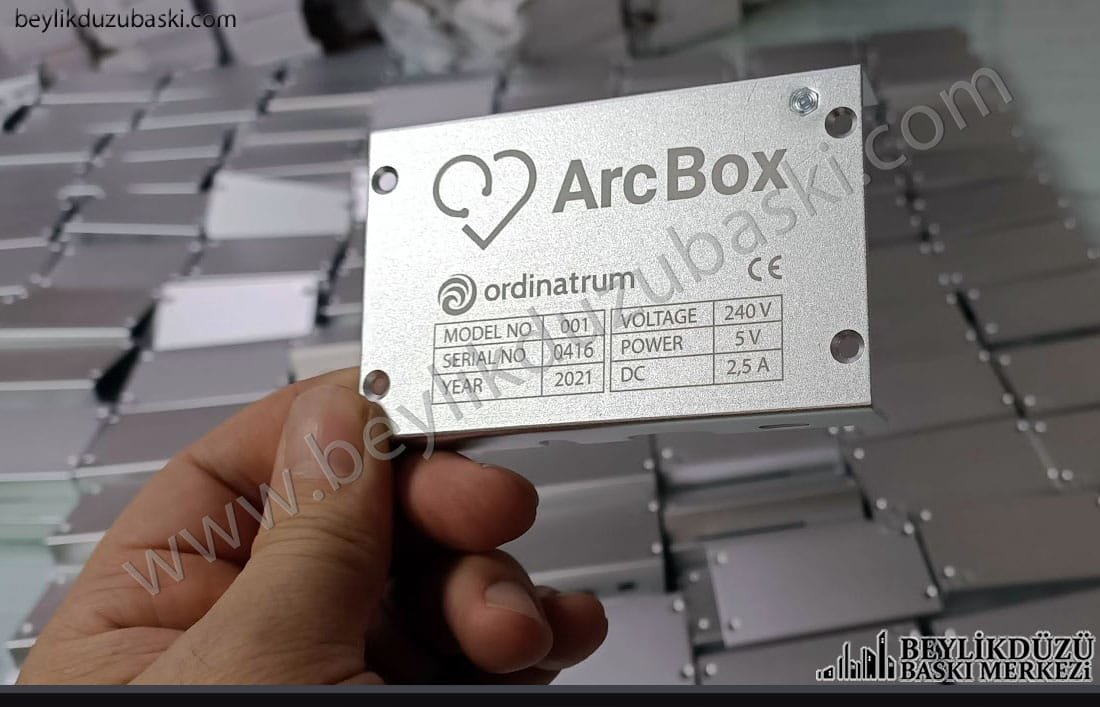 beylikduzubaski.com
ArcBox
ordinatrum
CE
MODEL NO 001
SERIAL NO 0416
YEAR 2021
VOLTAGE 240 V
POWER 5 V
DC 2,5 A
www.beylikduzubaski.com
BEYLİKDÜZÜ
BASKI MERKEZİ